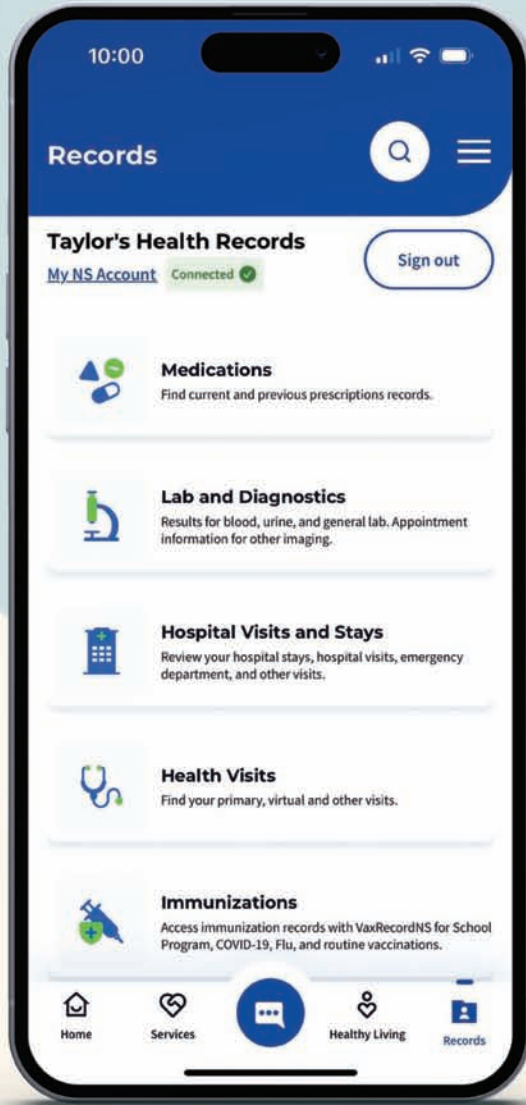 10:00
Records
Taylor's Health Records
Sign out
My NS Account
Connected
Medications
Find current and previous prescriptions records.
Lab and Diagnostics
Results for blood, urine, and general lab. Appointment
information for other imaging.
Hospital Visits and Stays
Review your hospital stays, hospital visits, emergency
department, and other visits.
Health Visits
Find your primary, virtual and other visits.
Immunizations
Access immunization records with VaxRecordNS for School
Program, COVID-19, Flu, and routine vaccinations.
Home
Services
Healthy Living
Records